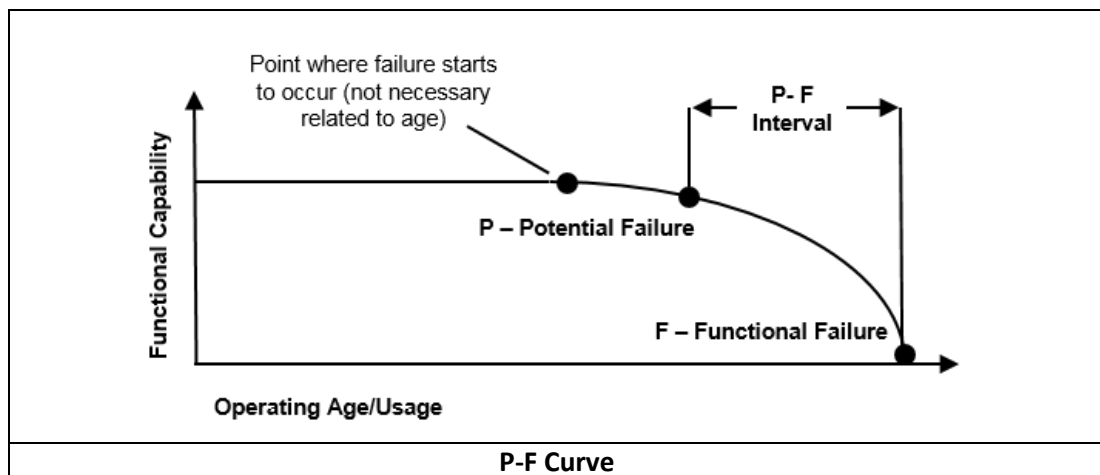 Point where failure starts
to occur (not necessary
related to age)
P- F
Interval
Functional Capability
P – Potential Failure
F – Functional Failure
Operating Age/Usage
P-F Curve